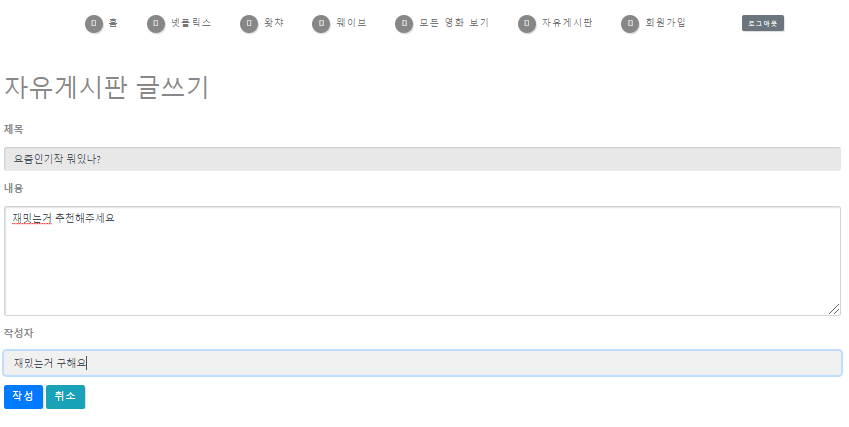 홈 넷플릭스 왓챠 웨이브 모든 영화 보기 자유게시판 회원가입 로그아웃
자유게시판 글쓰기
제목
요즘인기작 뭐있나?
내용
재밋는거 추천해주세요
작성자
재밌는거 구해요
작성 취소